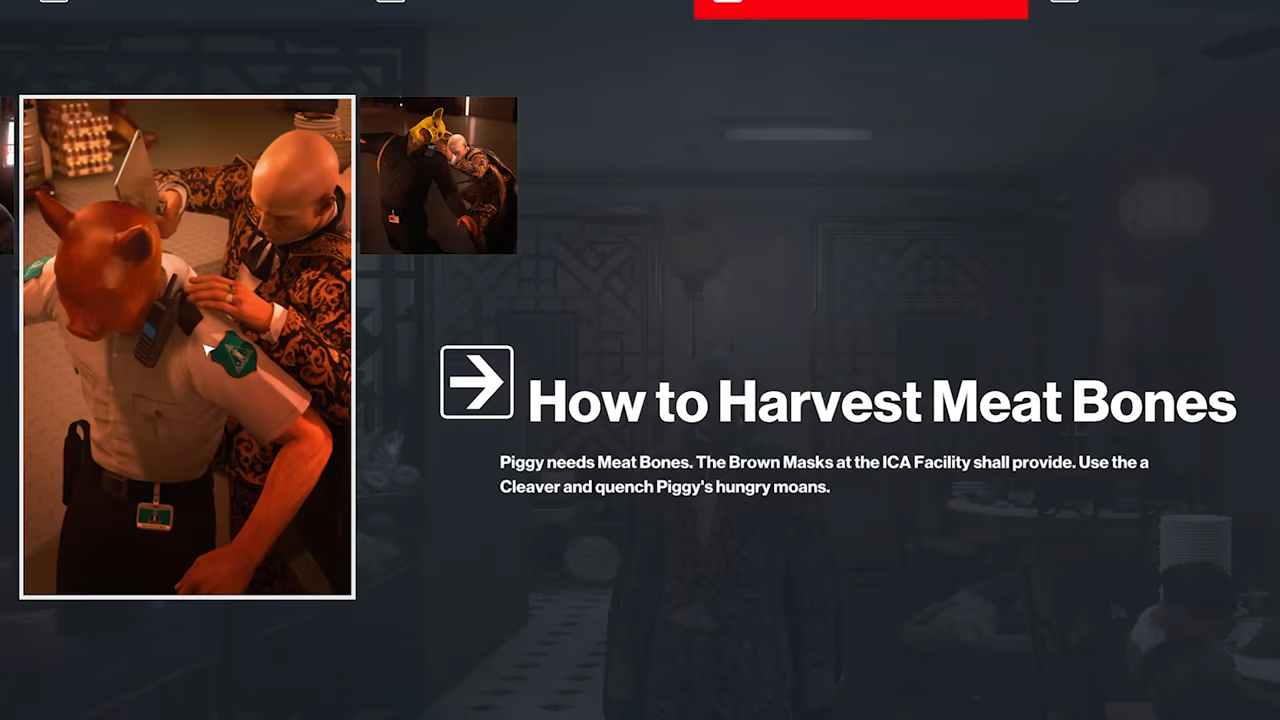 How to Harvest Meat Bones
Piggy needs Meat Bones. The Brown Masks at the ICA Facility shall provide. Use the a
Cleaver and quench Piggy's hungry moans.